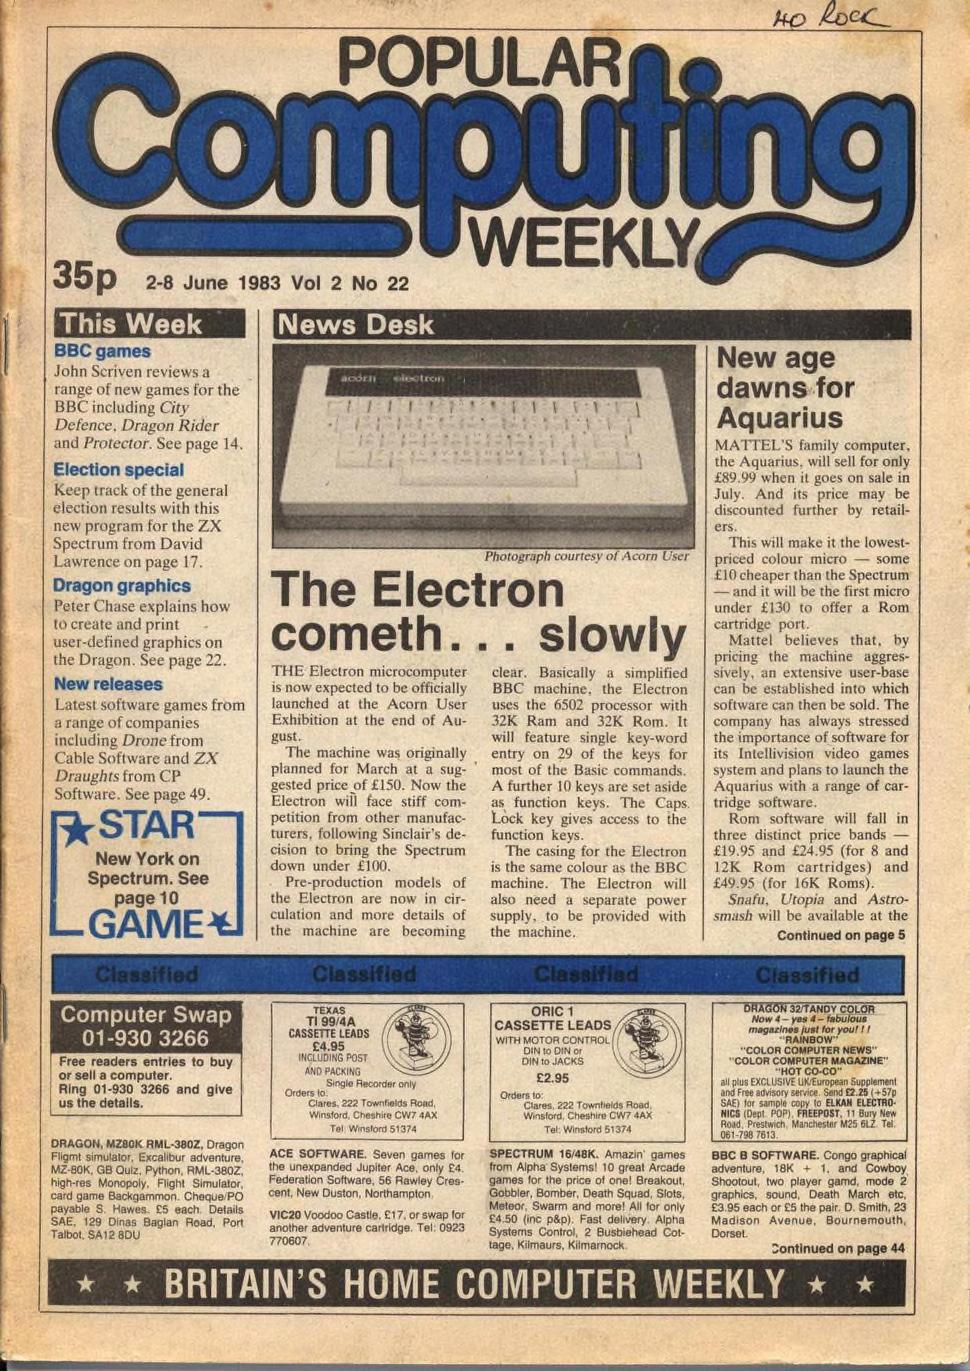 40 Rock
POPULAR
Computing
WEEKLY
35p 2-8 June 1983 Vol 2 No 22
This Week
BBC games
John Scriven reviews a
range of new games for the
BBC including City
Defence, Dragon Rider
and Protector. See page 14.
Election special
Keep track of the general
election results with this
new program for the ZX
Spectrum from David
Lawrence on page 17.
Dragon graphics
Peter Chase explains how
to create and print
user-defined graphics on
the Dragon. See page 22.
New releases
Latest software games from
a range of companies
including Drone from
Cable Software and ZX
Draughts from CP
Software. See page 49.
STAR
New York on
Spectrum. See
page 10
GAME
News Desk
acorn electron
Photograph courtesy of Acorn User
The Electron
cometh... slowly
THE Electron microcomputer
is now expected to be officially
launched at the Acorn User
Exhibition at the end of Au-
gust.
The machine was originally
planned for March at a sug-
gested price of £150. Now the
Electron will face stiff com-
petition from other manufac-
turers, following Sinclair's de-
cision to bring the Spectrum
down under £100.
Pre-production models of
the Electron are now in cir-
culation and more details of
the machine are becoming
clear. Basically a simplified
BBC machine, the Electron
uses the 6502 processor with
32K Ram and 32K Rom. It
will feature single key-word
entry on 29 of the keys for
most of the Basic commands.
A further 10 keys are set aside
as function keys. The Caps
Lock key gives access to the
function keys.
The casing for the Electron
is the same colour as the BBC
machine. The Electron will
also need a separate power
supply, to be provided with
the machine.
New age
dawns for
Aquarius
MATTEL'S family computer,
the Aquarius, will sell for only
£89.99 when it goes on sale in
July. And its price may be
discounted further by retail-
ers.
This will make it the lowest-
priced colour micro — some
£10 cheaper than the Spectrum
— and it will be the first micro
under £130 to offer a Rom
cartridge port.
Mattel believes that, by
pricing the machine aggres-
sively, an extensive user-base
can be established into which
software can then be sold. The
company has always stressed
the importance of software for
its Intellivision video games
system and plans to launch the
Aquarius with a range of car-
tridge software.
Rom software will fall in
three distinct price bands —
£19.95 and £24.95 (for 8 and
12K Rom cartridges) and
£49.95 (for 16K Roms).
Snafu, Utopia and Astro-
smash will be available at the
Continued on page 5
Classified Classified Classified Classified
Computer Swap
01-930 3266
Free readers entries to buy
or sell a computer.
Ring 01-930 3266 and give
us the details.
DRAGON, MZ80K RML-380Z, Dragon
Fligmt simulator, Excalibur adventure,
MZ-80K, GB Quiz, Python, RML-380Z,
high-res Monopoly, Flight Simulator,
card game Backgammon. Cheque/PO
payable S. Hawes. £5 each. Details
SAE, 129 Dinas Baglan Road, Port
Talbot, SA12 8DU
TEXAS
TI 99/4A
CASSETTE LEADS
£4.95
INCLUDING POST
AND PACKING
Single Recorder only
Orders to:
Clares, 222 Townfields Road,
Winsford, Cheshire CW7 4AX
Tel: Winsford 51374
ACE SOFTWARE. Seven games for
the unexpanded Jupiter Ace, only £4.
Federation Software, 56 Rawley Cres-
cent, New Duston, Northampton.
VIC20 Voodoo Castle, £17, or swap for
another adventure cartridge. Tel: 0923
770607.
ORIC 1
CASSETTE LEADS
WITH MOTOR CONTROL
DIN to DIN or
DIN to JACKS
£2.95
Orders to:
Clares, 222 Townfields Road,
Winsford, Cheshire CW7 4AX
Tel: Winsford 51374
SPECTRUM 16/48K. Amazin' games
from Alpha Systems! 10 great Arcade
games for the price of one! Breakout,
Gobbler, Bomber, Death Squad, Slots,
Meteor, Swarm and more! All for only
£4.50 (inc p&p). Fast delivery. Alpha
Systems Control, 2 Busbiehead Cot-
tage, Kilmaurs, Kilmarnock.
DRAGON 32/TANDY COLOR
Now 4 — yes 4 — fabulous
magazines just for you! ! !
"RAINBOW"
"COLOR COMPUTER NEWS"
"COLOR COMPUTER MAGAZINE"
"HOT CO-CO"
all plus EXCLUSIVE UK/European Supplement
and Free advisory service. Send £2.25 (+57p
SAE) for sample copy to ELKAN ELECTRO-
NICS (Dept. POP), FREEPOST, 11 Bury New
Road, Prestwich, Manchester M25 6LZ. Tel.
061-798 7613.
BBC B SOFTWARE. Congo graphical
adventure, 18K + 1, and Cowboy
Shootout, two player gamd, mode 2
graphics, sound, Death March etc,
£3.95 each or £5 the pair. D. Smith, 23
Madison Avenue, Bournemouth,
Dorset.
Continued on page 44
★ ★ BRITAIN'S HOME COMPUTER WEEKLY ★ ★